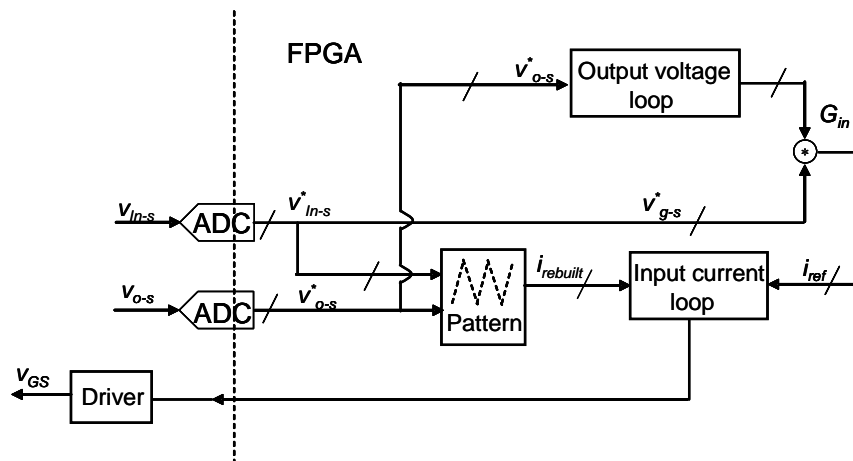 FPGA
v*o-s
Output voltage
loop
Gin
*
vIn-s
ADC
v*In-s
v*g-s
vo-s
ADC
v*o-s
Pattern
irebuilt
Input current
loop
iref
vGS
Driver